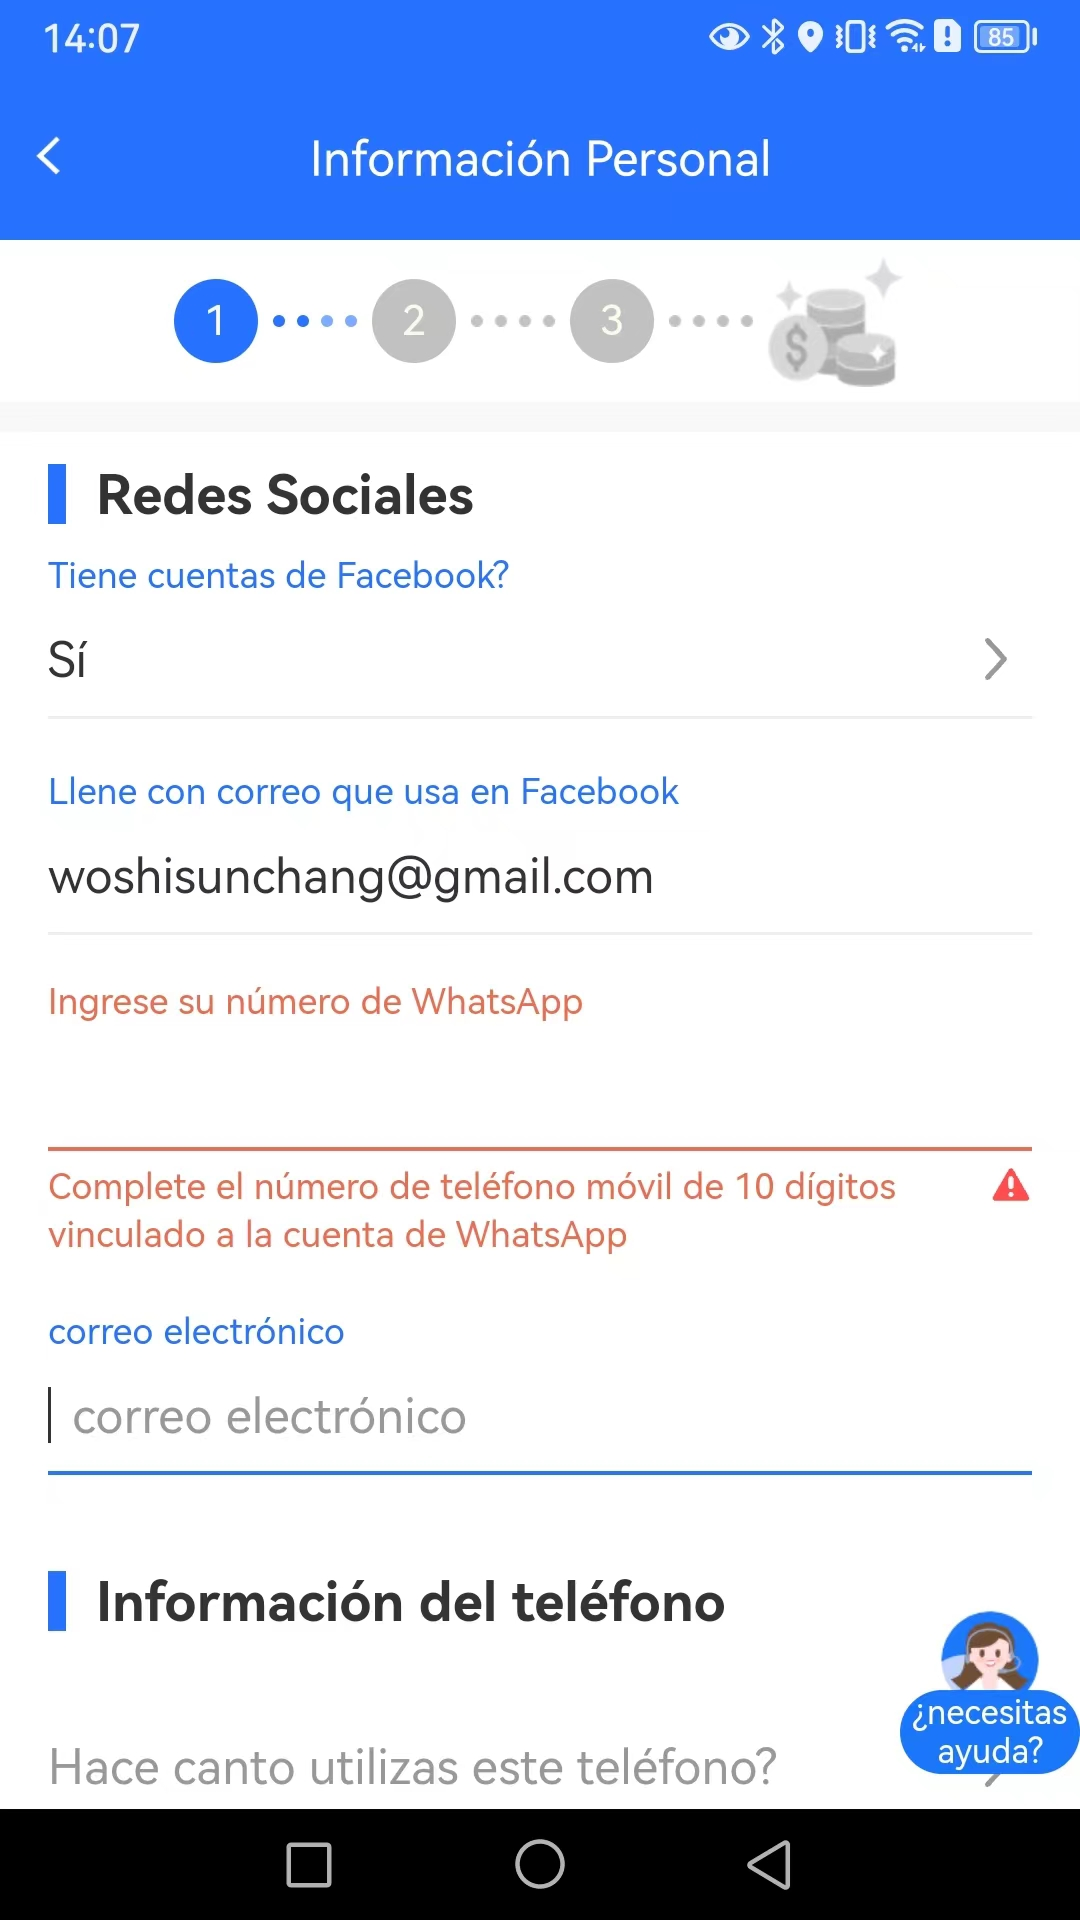 14:07
85
Información Personal
1
2
3
$
Redes Sociales
Tiene cuentas de Facebook?
Sí
Llene con correo que usa en Facebook
woshisunchang@gmail.com
Ingrese su número de WhatsApp
Complete el número de teléfono móvil de 10 dígitos
vinculado a la cuenta de WhatsApp
correo electrónico
correo electrónico
Información del teléfono
¿necesitas
ayuda?
Hace canto utilizas este teléfono?